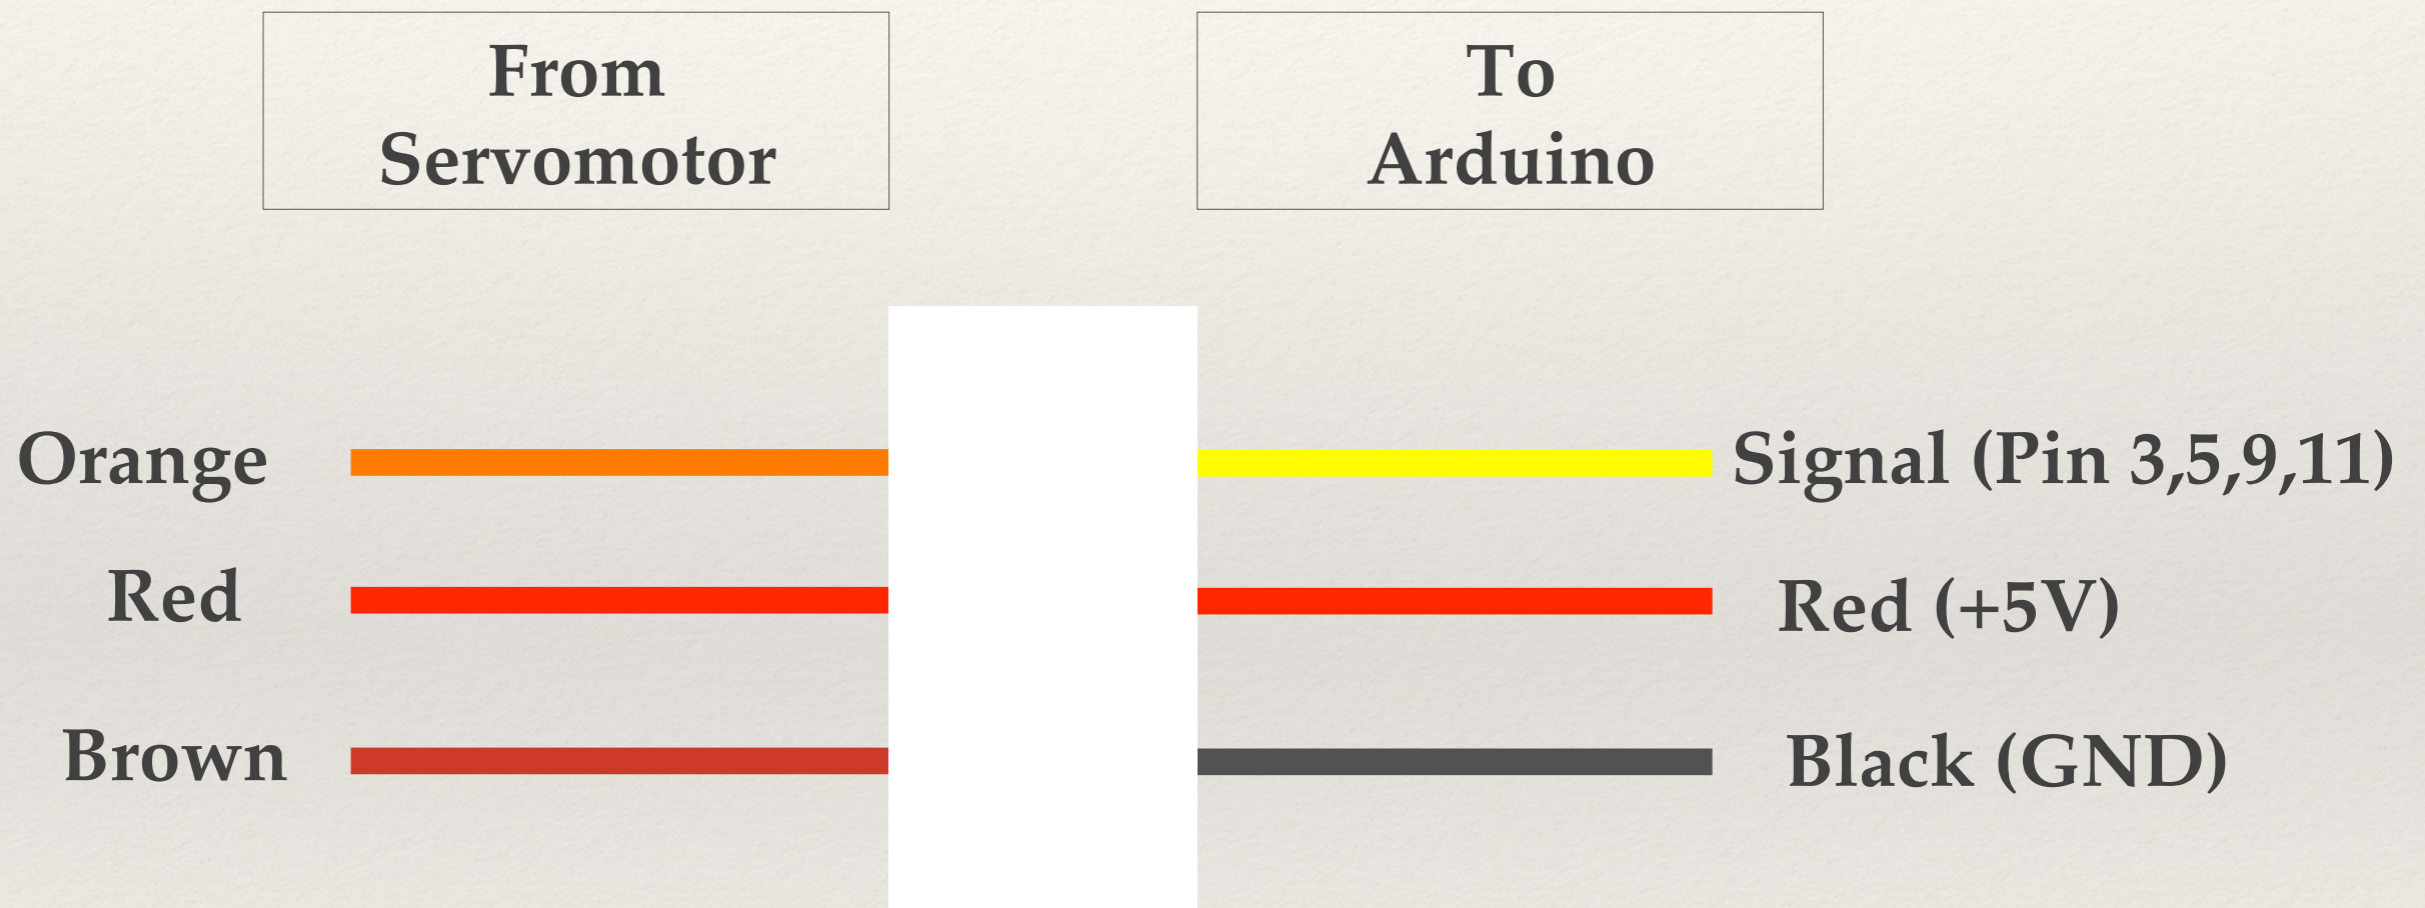 From
Servomotor
To
Arduino
Orange
Signal (Pin 3,5,9,11)
Red
Red (+5V)
Brown
Black (GND)